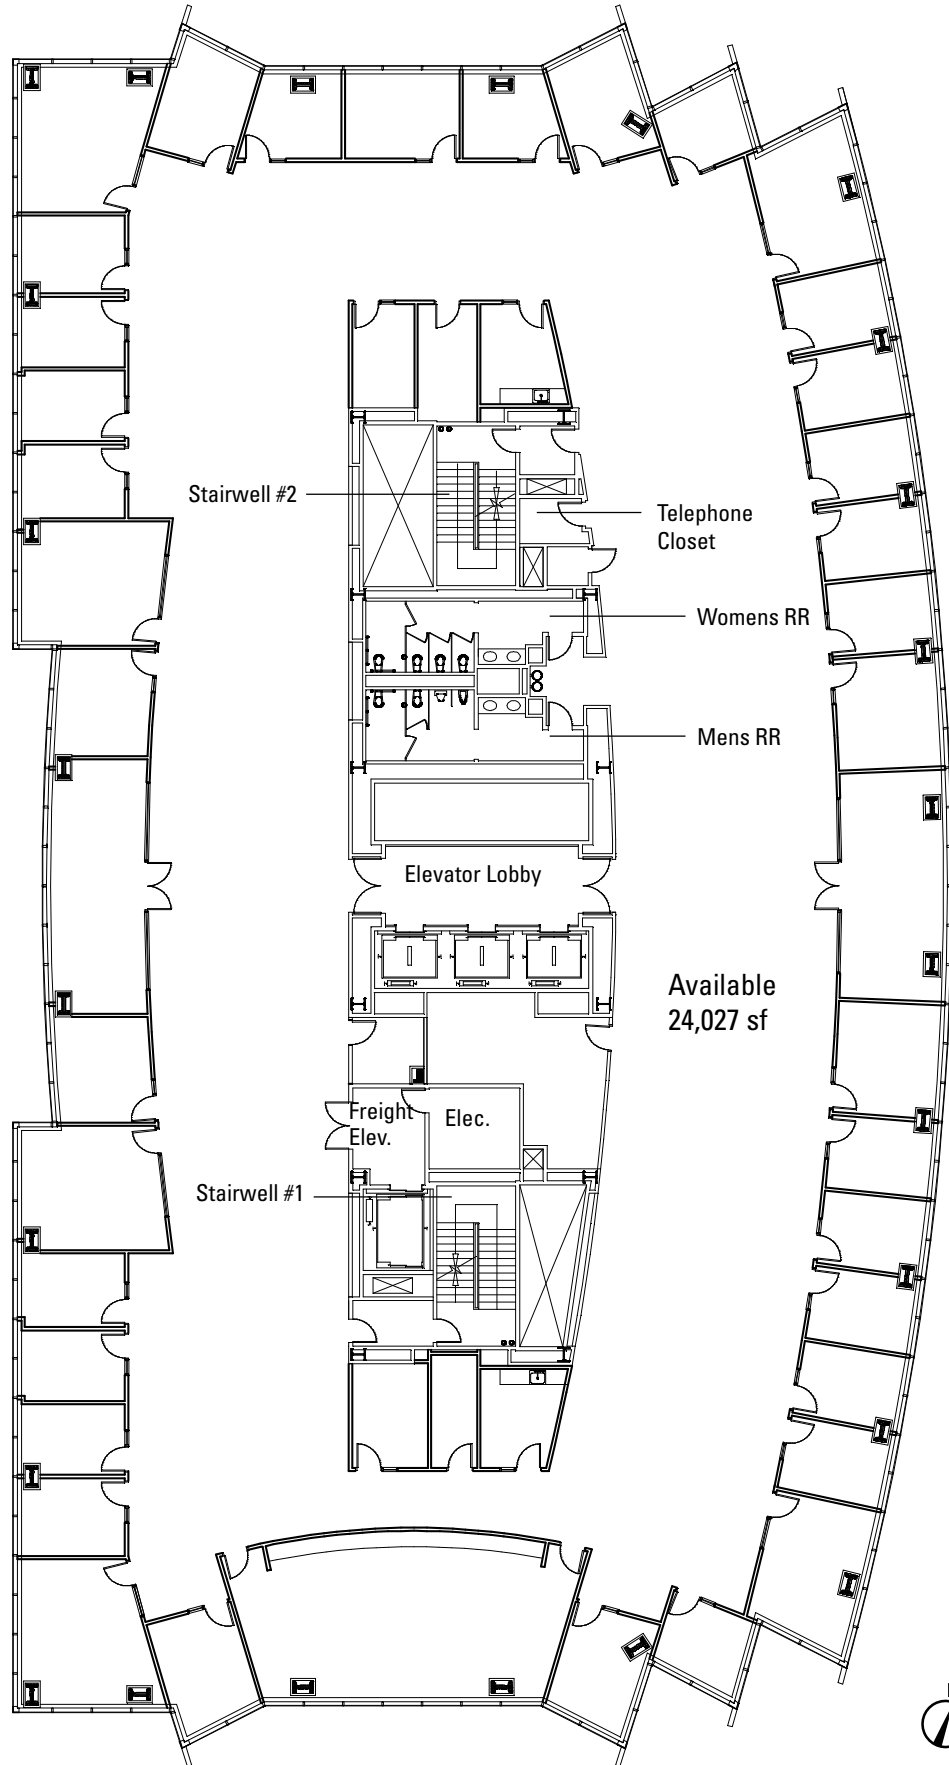 Stairwell #2
Telephone
Closet
Womens RR
Mens RR
Elevator Lobby
Available
24,027 sf
Freight
Elev.
Elec.
Stairwell #1